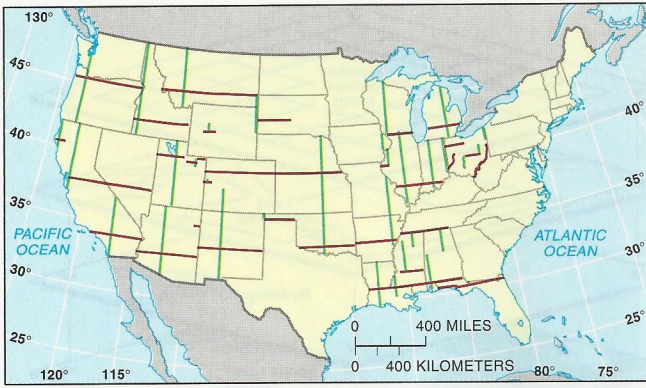 130°
45°
40°
35°
30°
25°
PACIFIC
OCEAN
ATLANTIC
OCEAN
40°
35°
30°
25°
0 400 MILES
0 400 KILOMETERS
120° 115° 80° 75°